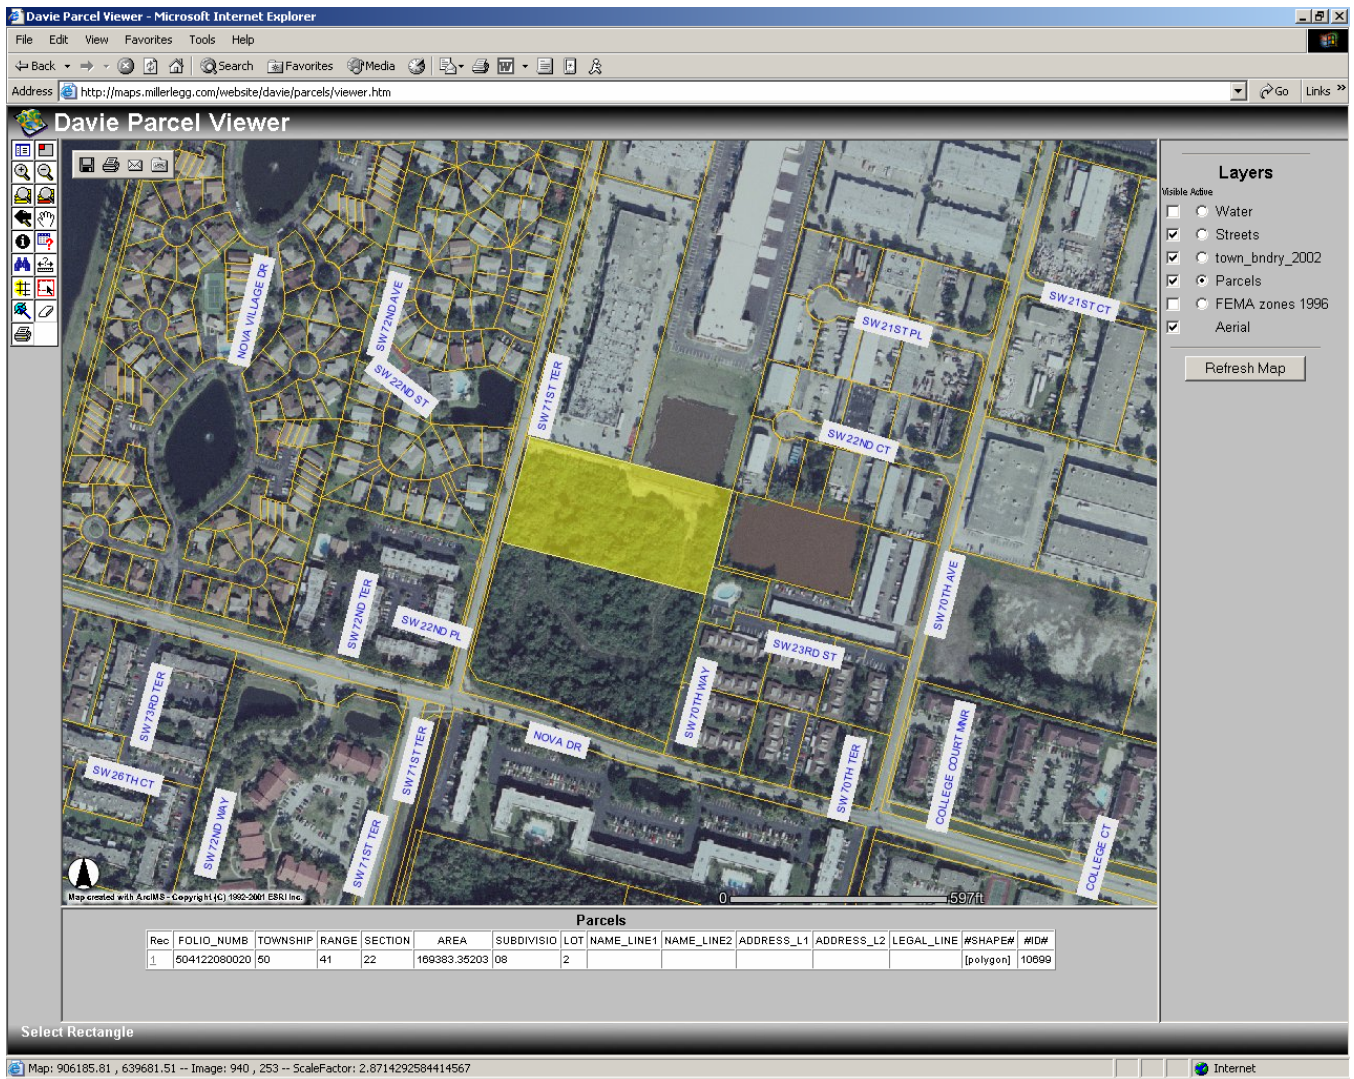 Davie Parcel Viewer - Microsoft Internet Explorer
File Edit View Favorites Tools Help
Back Search Favorites Media
Address http://maps.millerlegg.com/website/davie/parcels/viewer.htm Go Links »
Davie Parcel Viewer
Layers
Visible Active
Water
Streets
town_bndry_2002
Parcels
FEMA zones 1996
Aerial
Refresh Map
NOVA VILLAGE DR
SW 72ND AVE
SW 22ND ST
SW 71ST TER
SW 21ST CT
SW 21ST PL
SW 22ND CT
SW 72ND TER
SW 22ND PL
SW 70TH AVE
SW 23RD ST
SW 73RD TER
SW 70TH WAY
SW 71ST TER
NOVA DR
SW 26TH CT
SW 70TH TER
COLLEGE COURT MNR
SW 72ND WAY
SW 71ST TER
COLLEGE CT
Map created with ArcIMS - Copyright (C) 1992-2001 ESRI Inc.
0 597ft
Parcels
Rec FOLIO_NUMB TOWNSHIP RANGE SECTION AREA SUBDIVISIO LOT NAME_LINE1 NAME_LINE2 ADDRESS_L1 ADDRESS_L2 LEGAL_LINE #SHAPE# #ID#
1 504122080020 50 41 22 169383.35203 08 2 [polygon] 10699
Select Rectangle
Map: 906185.81 , 639681.51 -- Image: 940 , 253 -- ScaleFactor: 2.8714292584414567
Internet